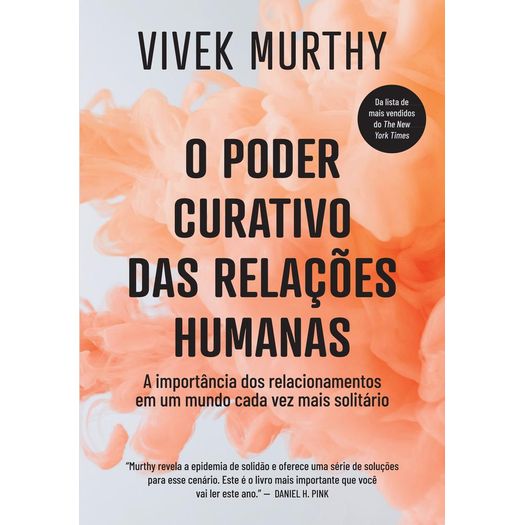 VIVEK MURTHY
Da lista de
mais vendidos
do The New
York Times
O PODER
CURATIVO
DAS RELAÇÕES
HUMANAS
A importância dos relacionamentos
em um mundo cada vez mais solitário
“Murthy revela a epidemia de solidão e oferece uma série de soluções
para esse cenário. Este é o livro mais importante que você
vai ler este ano.” — DANIEL H. PINK